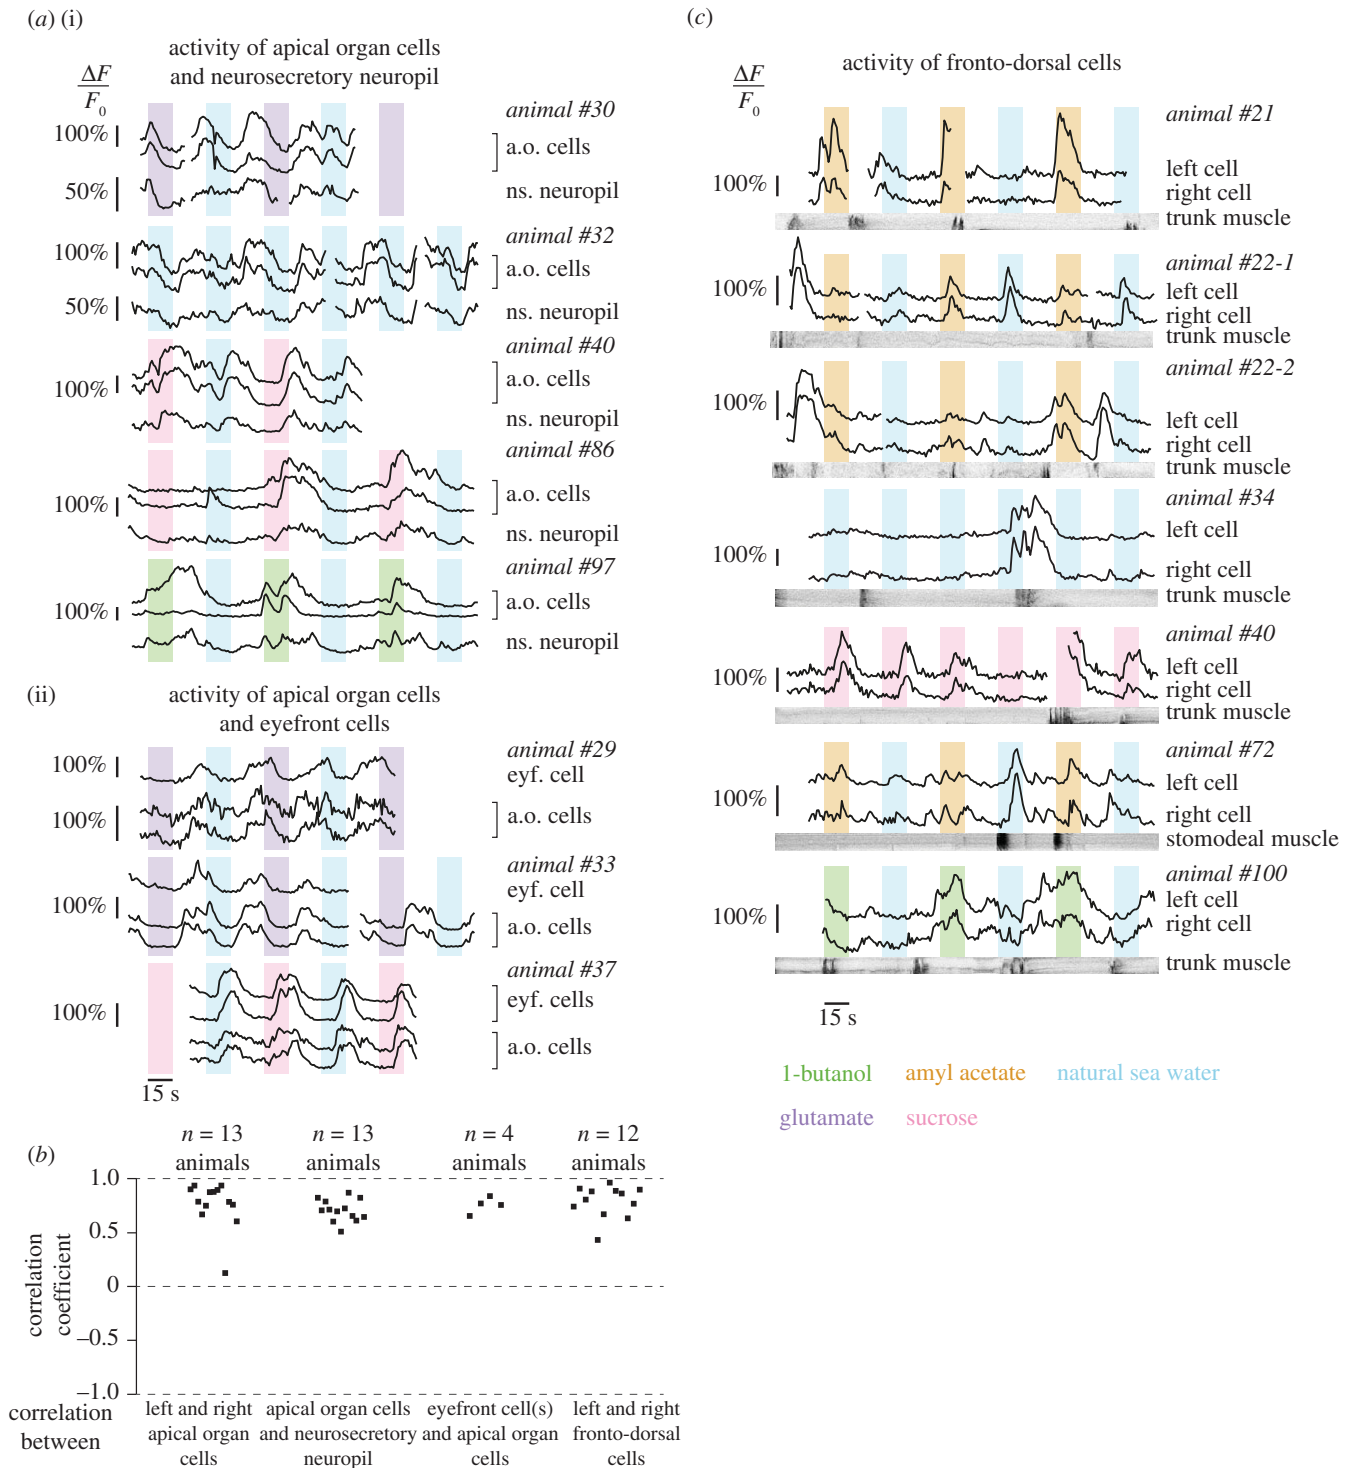 (a) (i)
activity of apical organ cells
and neurosecretory neuropil
ΔF
F0
animal #30
100%
a.o. cells
50%
ns. neuropil
animal #32
100%
a.o. cells
50%
ns. neuropil
animal #40
100%
a.o. cells
ns. neuropil
animal #86
100%
a.o. cells
ns. neuropil
animal #97
100%
a.o. cells
ns. neuropil
(ii)
activity of apical organ cells
and eyefront cells
animal #29
100%
eyf. cell
100%
a.o. cells
animal #33
eyf. cell
100%
a.o. cells
animal #37
eyf. cells
100%
a.o. cells
15 s
(b)
n = 13
animals
n = 13
animals
n = 4
animals
n = 12
animals
1.0
0.5
0
–0.5
–1.0
correlation
coefficient
correlation
between
left and right
apical organ
cells
apical organ cells
and neurosecretory
neuropil
eyefront cell(s)
and apical organ
cells
left and right
fronto-dorsal
cells
(c)
activity of fronto-dorsal cells
ΔF
F0
animal #21
left cell
100%
right cell
trunk muscle
animal #22-1
100%
left cell
right cell
trunk muscle
animal #22-2
100%
left cell
right cell
trunk muscle
animal #34
left cell
100%
right cell
trunk muscle
animal #40
left cell
100%
right cell
trunk muscle
animal #72
left cell
100%
right cell
stomodeal muscle
animal #100
left cell
100%
right cell
trunk muscle
15 s
1-butanol amyl acetate natural sea water
glutamate sucrose